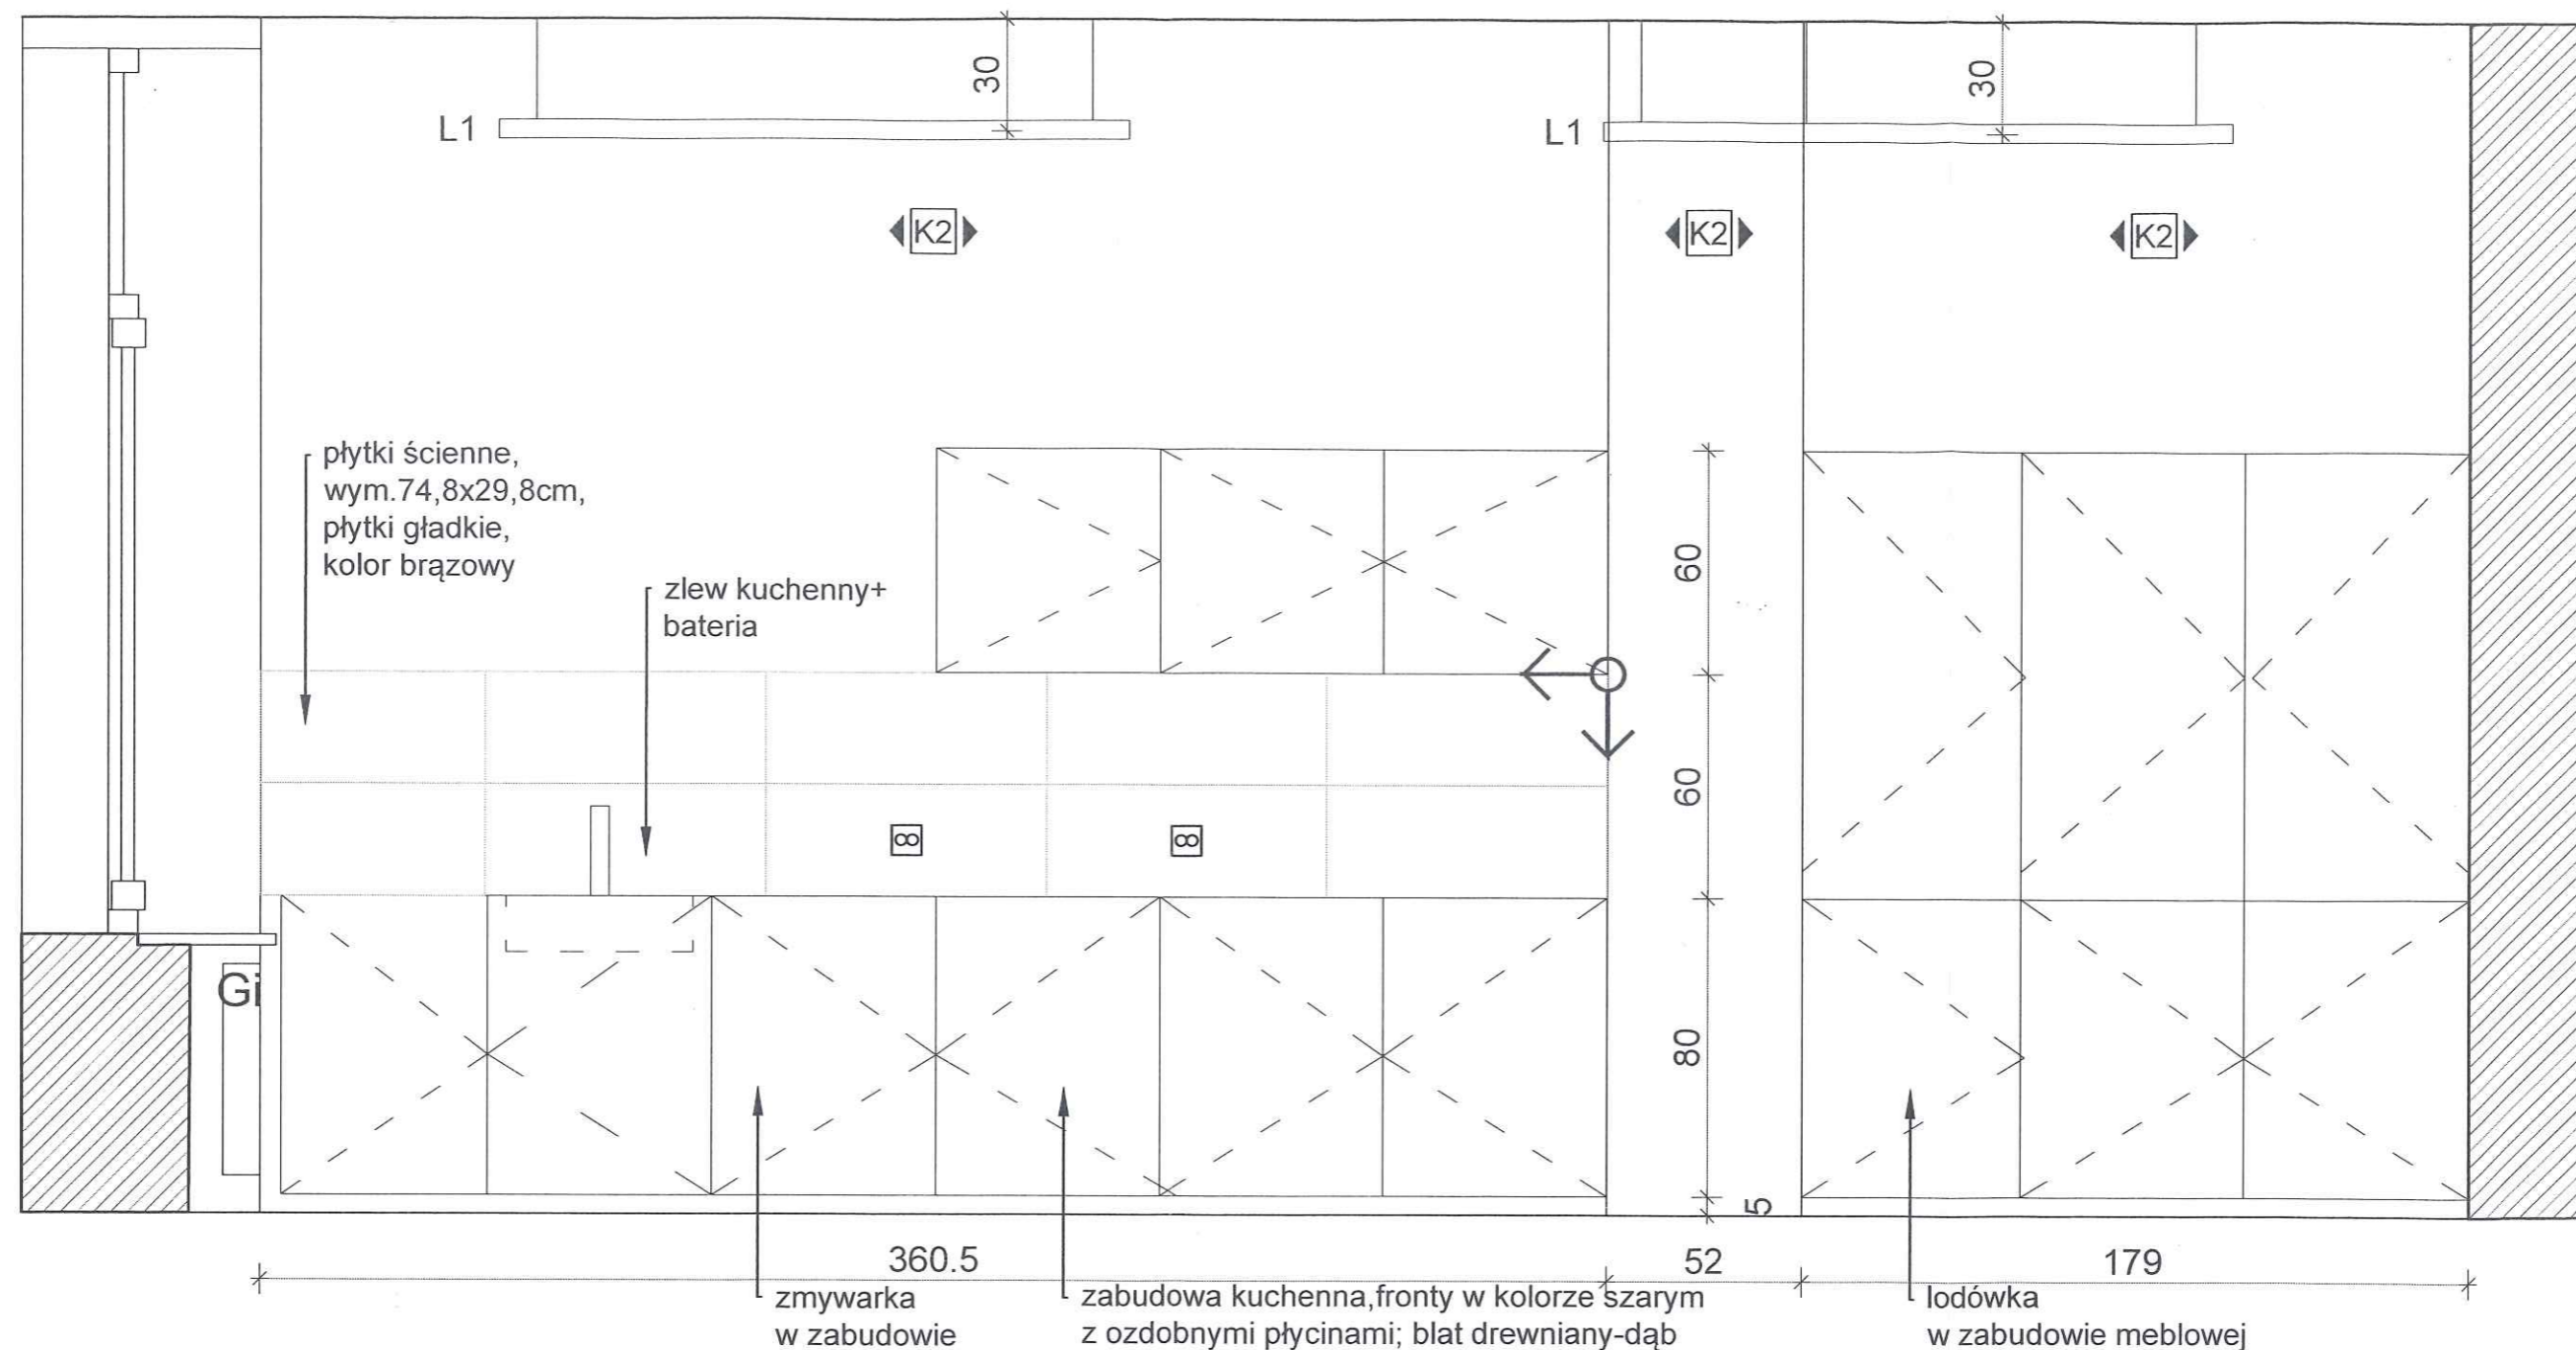 30
30
L1
L1
K2
K2
K2
płytki ścienne,
wym.74,8x29,8cm,
płytki gładkie,
kolor brązowy
zlew kuchenny+
bateria
60
60
8
8
Gi
80
5
360.5
52
179
zmywarka
w zabudowie
zabudowa kuchenna,fronty w kolorze szarym
z ozdobnymi płycinami; blat drewniany-dąb
lodówka
w zabudowie meblowej